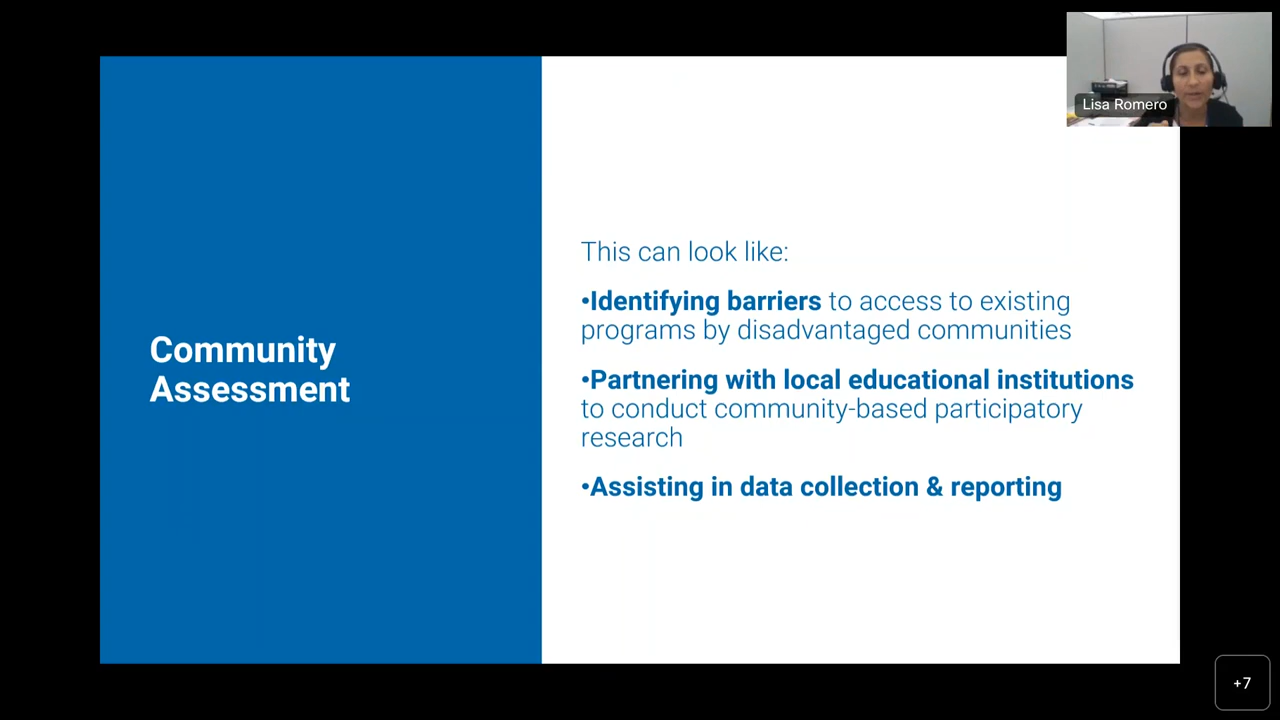 Lisa Romero
Community
Assessment
This can look like:
•Identifying barriers to access to existing
programs by disadvantaged communities
•Partnering with local educational institutions
to conduct community-based participatory
research
•Assisting in data collection & reporting
+7